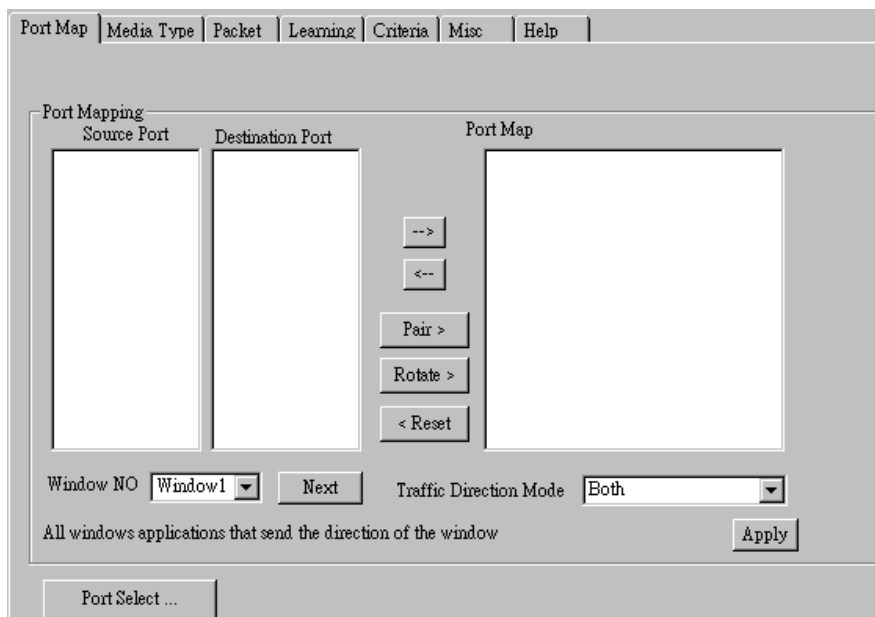 Port Map Media Type Packet Learning Criteria Misc Help
Port Mapping
Source Port Destination Port Port Map
-->
<--
Pair >
Rotate >
< Reset
Window NO Window1 Next Traffic Direction Mode Both
All windows applications that send the direction of the window Apply
Port Select ...